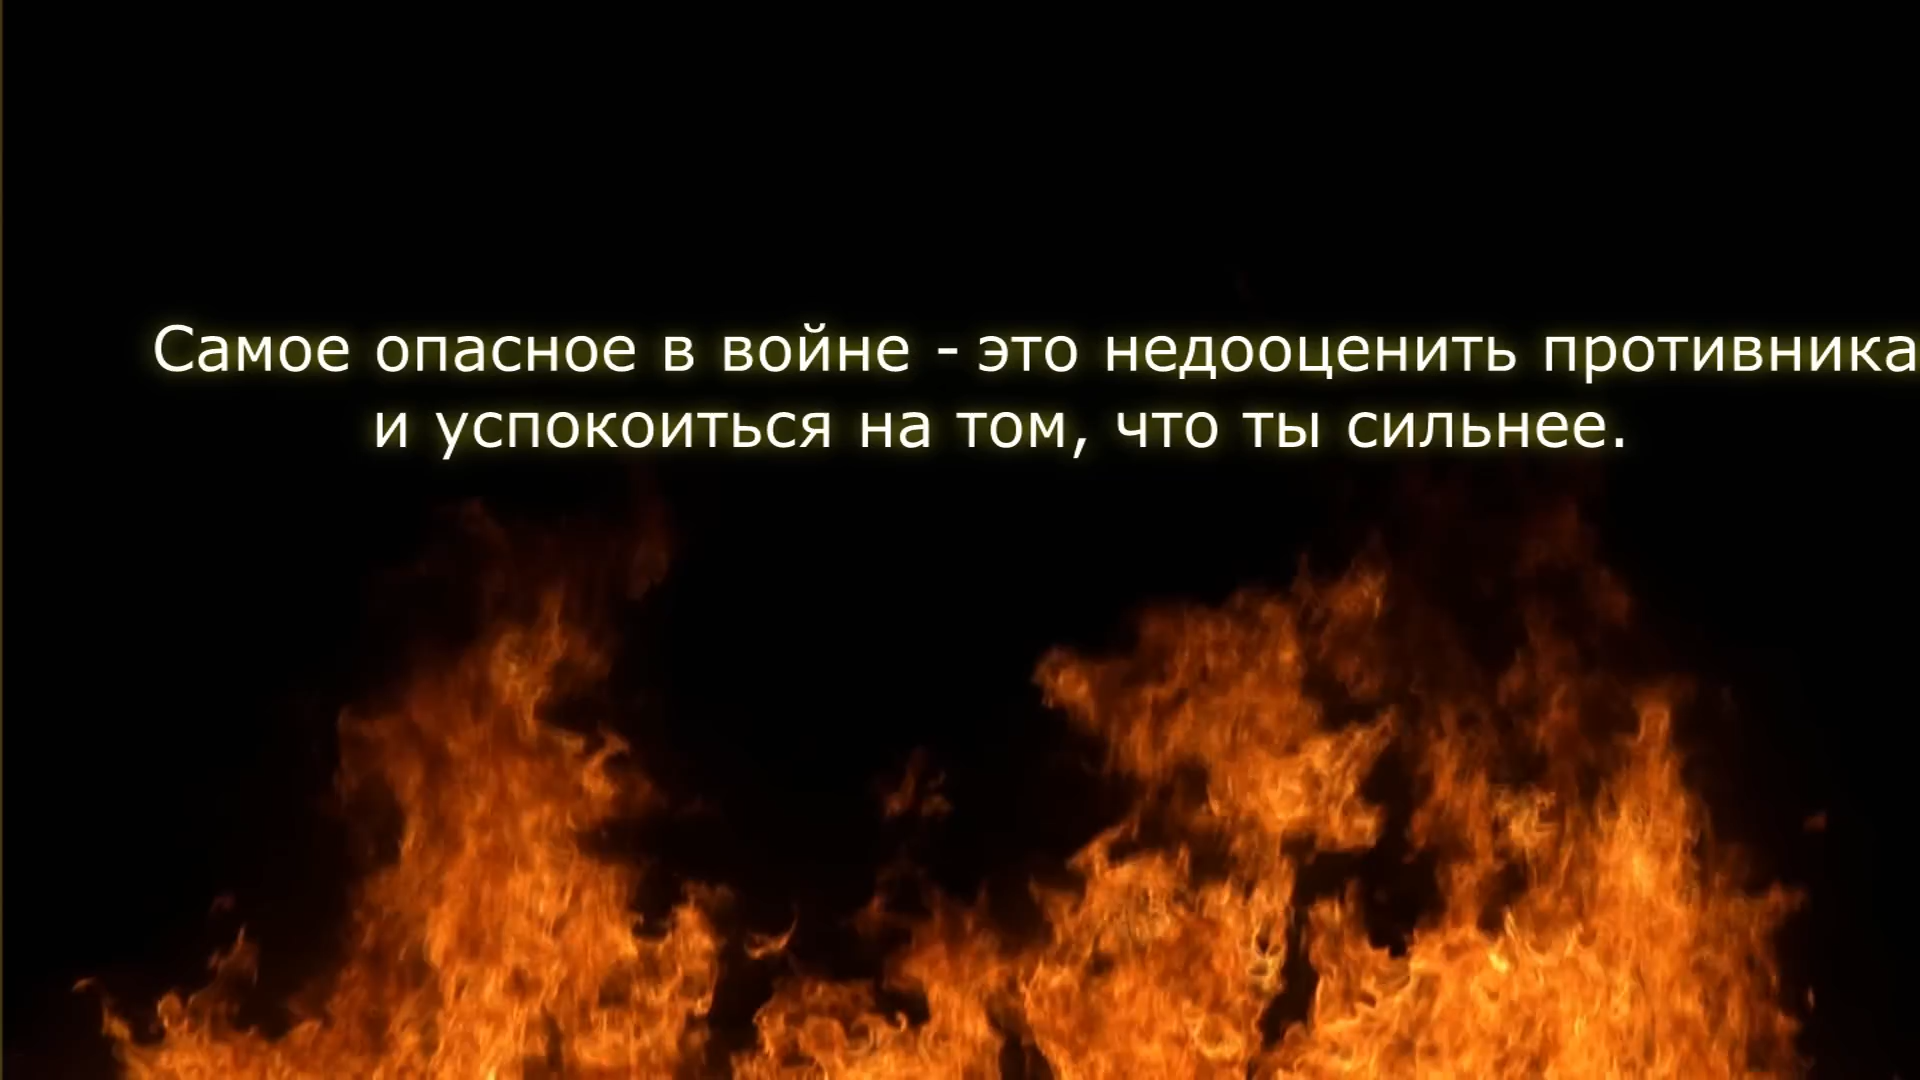 Самое опасное в войне - это недооценить противника
и успокоиться на том, что ты сильнее.